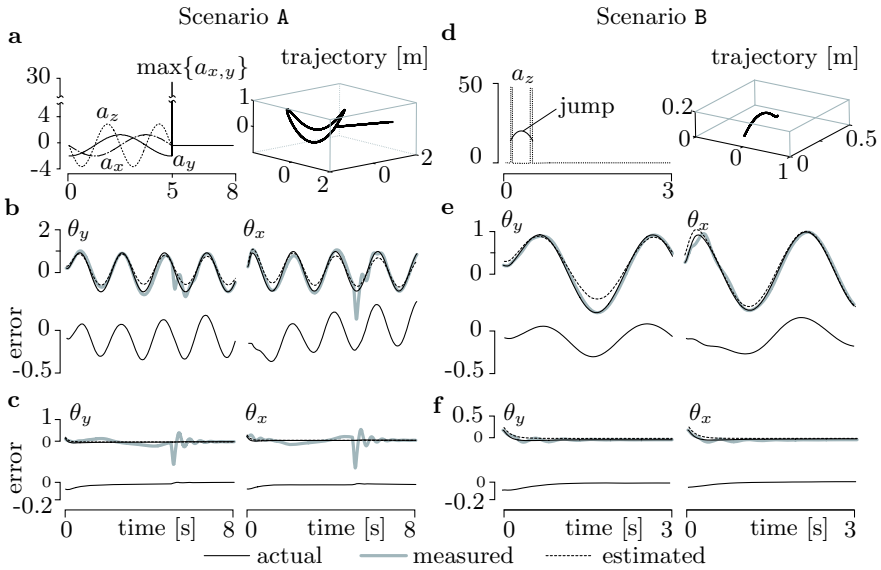 Scenario A
Scenario B
a
30
4
0
-4
a_z
a_x
a_y
max{a_{x,y}}
0
5
8
trajectory [m]
1
0
0
2
0
2
d
50
0
a_z
jump
0
3
trajectory [m]
0.2
0
0
1
0
0.5
b
2
0
θ_y
θ_x
error
0
-0.5
e
1
0
θ_y
θ_x
0
-0.5
c
1
0
θ_y
θ_x
error
0
-0.2
0
time [s]
8
0
time [s]
8
f
0.5
0
θ_y
θ_x
0
-0.2
0
time [s]
3
0
time [s]
3
actual
measured
estimated